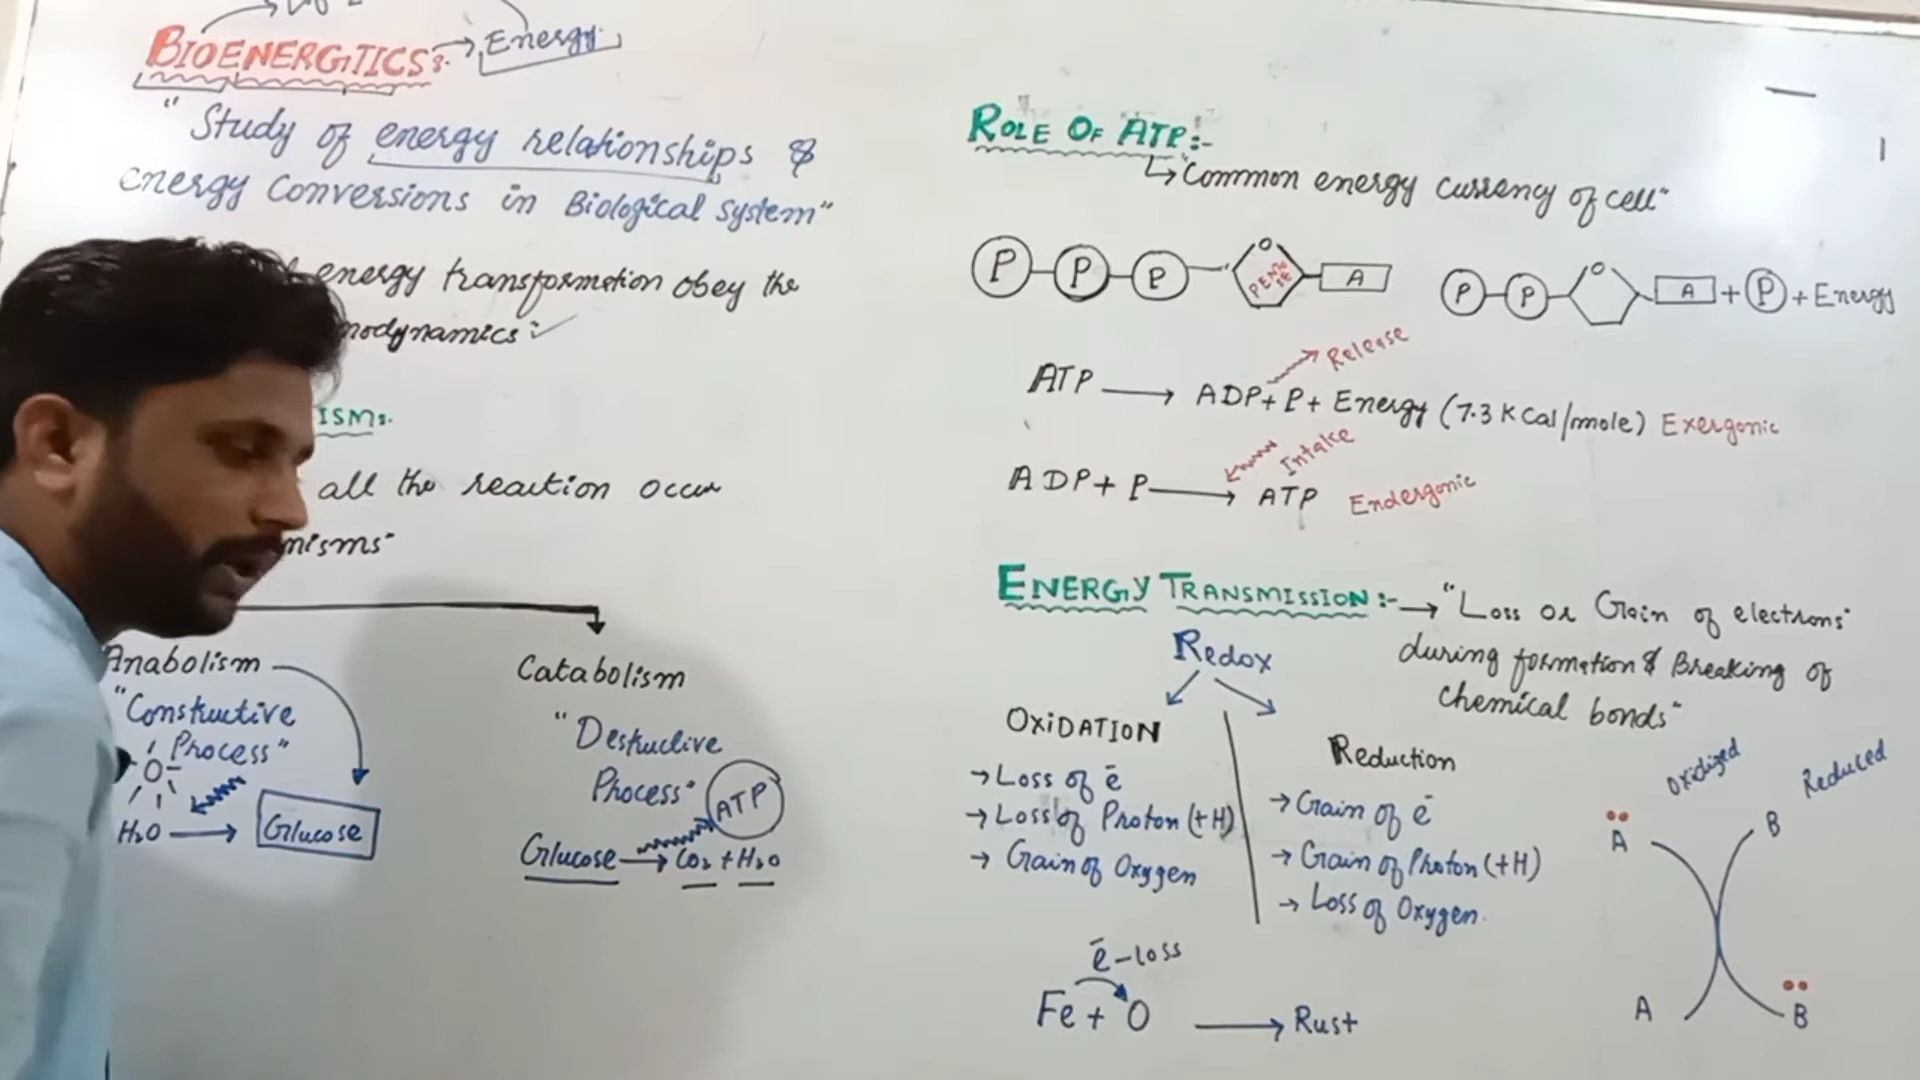 BIOENERGITICS:- → Energy
"Study of energy relationships &
energy Conversions in Biological System"
energy transformation obey the
modynamics:
ISM:-
all the reaction occur
nisms"
Anabolism
Catabolism
"Constructive
Process"
"Destructive
Process"
ATP
H2O → Glucose
Glucose → Co2 + H2O
ROLE OF ATP:-
↳ "Common energy currency of cell"
P P P O A
P P O A + P + Energy
Release
ATP → ADP + P + Energy (7.3 KCal/mole) Exergonic
Intake
ADP + P → ATP Endergonic
ENERGY TRANSMISSION:- → "Loss or Gain of electrons
during formation & Breaking of
chemical bonds"
Redox
OXIDATION
→ Loss of e̅
→ Loss of Proton (+H)
→ Gain of Oxygen
Reduction
→ Gain of e̅
→ Gain of Proton (+H)
→ Loss of Oxygen.
e̅-loss
Fe + O → Rust
Oxidized Reduced
A B
A B